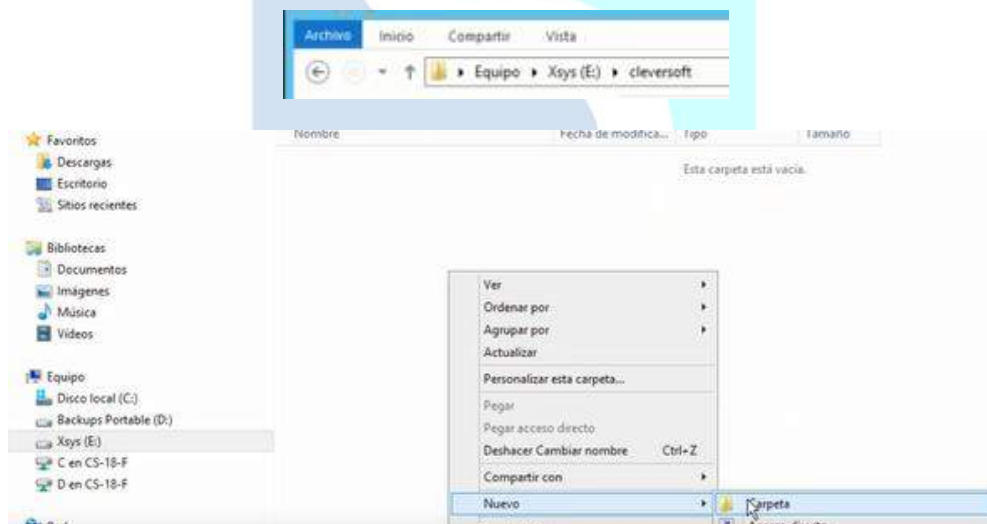 Archivo Inicio Compartir Vista
Equipo Xsys (E:) cleversoft
Nombre Fecha de modifica... Tipo Tamaño
Esta carpeta está vacía.
Favoritos
Descargas
Escritorio
Sitios recientes
Bibliotecas
Documentos
Imágenes
Música
Vídeos
Equipo
Disco local (C:)
Backups Portable (D:)
Xsys (E:)
C en CS-18-F
D en CS-18-F
Ver
Ordenar por
Agrupar por
Actualizar
Personalizar esta carpeta...
Pegar
Pegar acceso directo
Deshacer Cambiar nombre Ctrl+Z
Compartir con
Nuevo
Carpeta